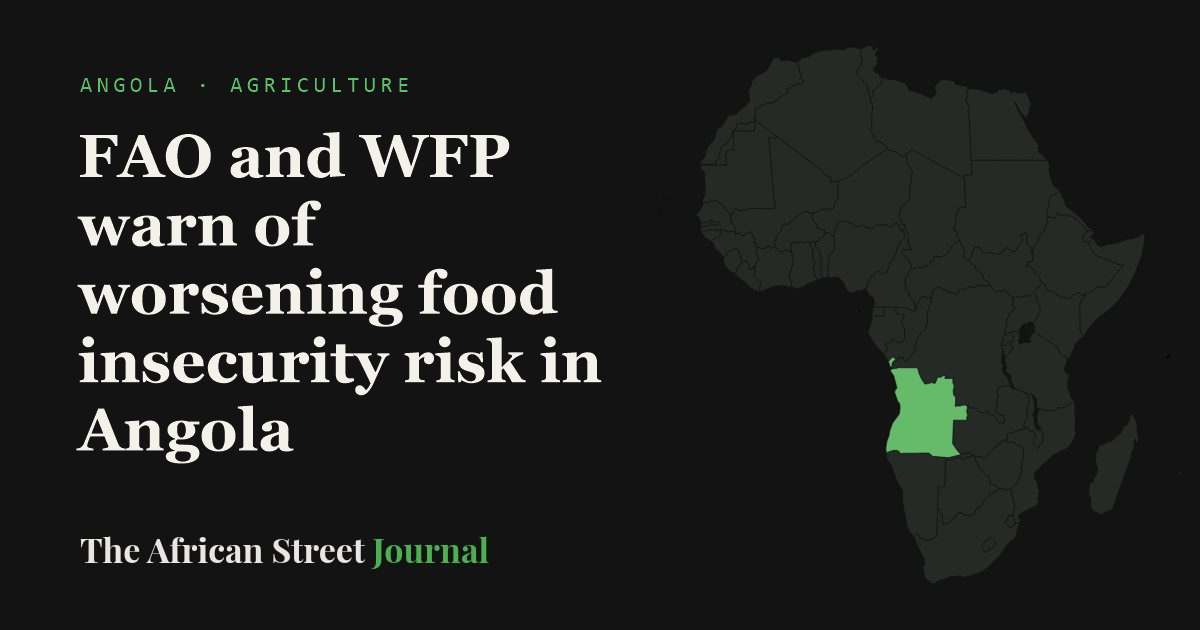 ANGOLA · AGRICULTURE
FAO and WFP
warn of
worsening food
insecurity risk in
Angola
The African Street Journal